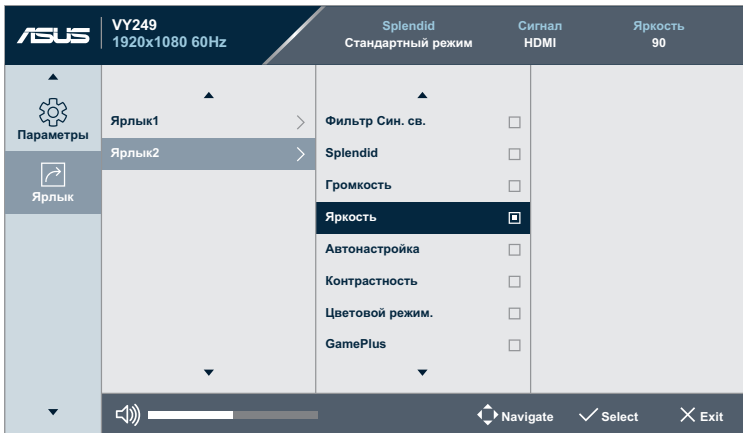 ASUS
VY249
1920x1080 60Hz
Splendid
Стандартный режим
Сигнал
HDMI
Яркость
90
Параметры
Ярлык
Ярлык1
Ярлык2
Фильтр Син. св.
Splendid
Громкость
Яркость
Автонастройка
Контрастность
Цветовой режим.
GamePlus
Navigate
Select
Exit